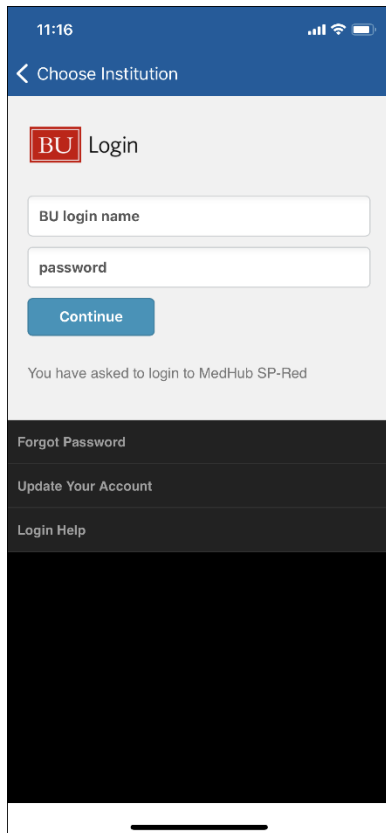 11:16
Choose Institution
BU Login
BU login name
password
Continue
You have asked to login to MedHub SP-Red
Forgot Password
Update Your Account
Login Help